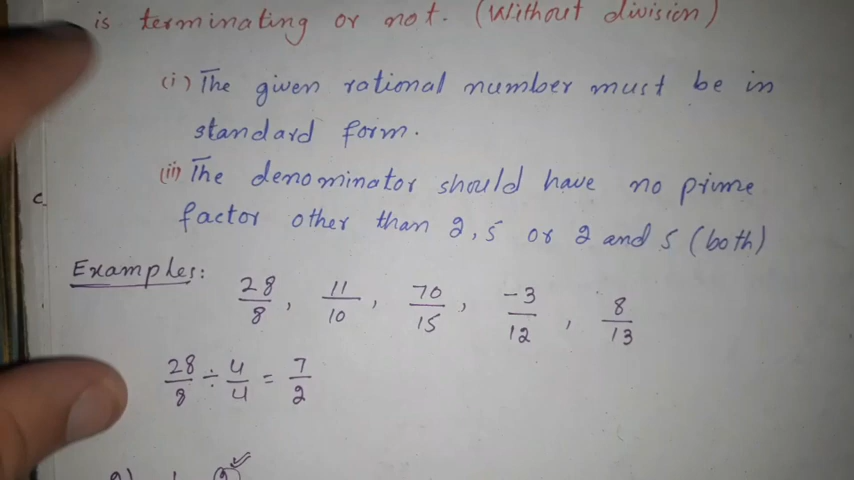 is terminating or not. (Without division)
(i) The given rational number must be in
standard form.
(ii) The denominator should have no prime
factor other than 2, 5 or 2 and 5 (both)
Examples: 28/8, 11/10, 70/15, -3/12, 8/13
28/8 ÷ 4/4 = 7/2